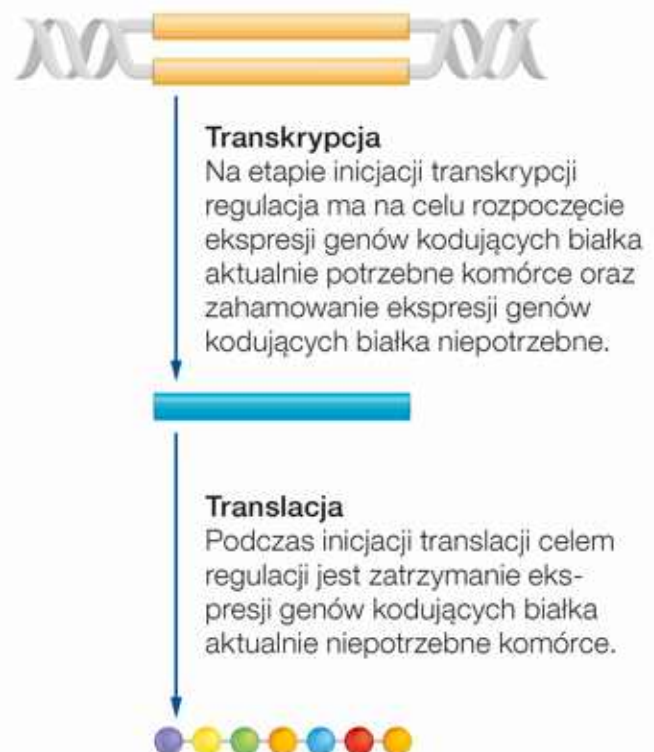 Transkrypcja
Na etapie inicjacji transkrypcji
regulacja ma na celu rozpoczęcie
ekspresji genów kodujących białka
aktualnie potrzebne komórce oraz
zahamowanie ekspresji genów
kodujących białka niepotrzebne.
Translacja
Podczas inicjacji translacji celem
regulacji jest zatrzymanie eks-
presji genów kodujących białka
aktualnie niepotrzebne komórce.